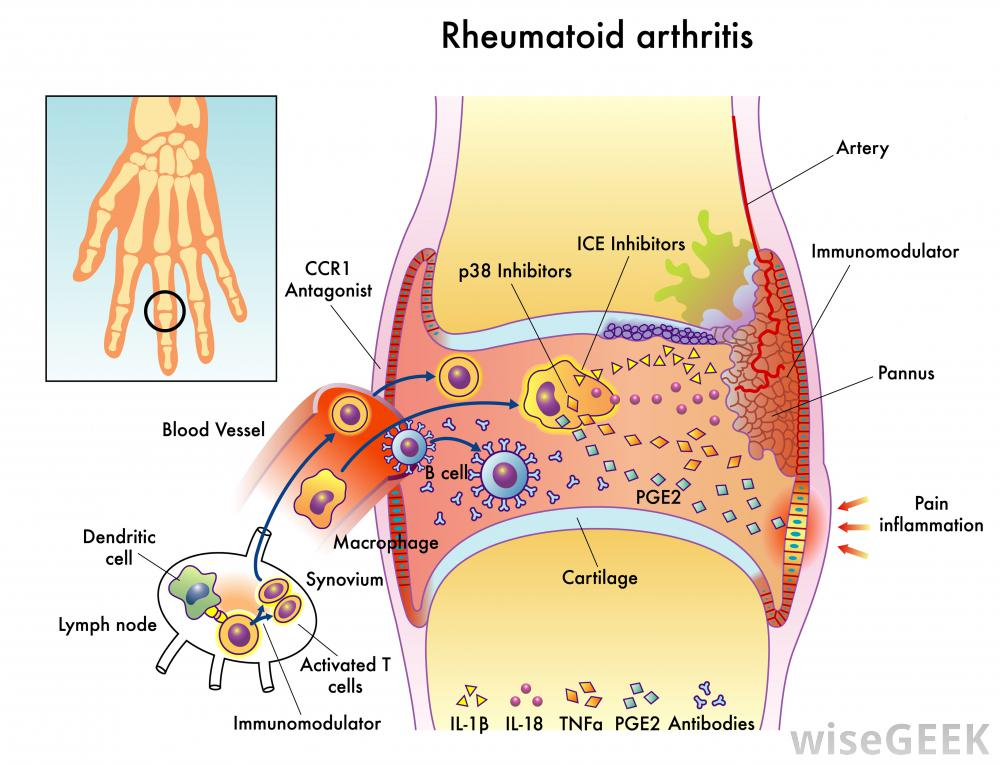 Rheumatoid arthritis
Artery
ICE Inhibitors
Immunomodulator
p38 Inhibitors
CCR1
Antagonist
Pannus
Blood Vessel
B cell
PGE2
Pain
inflammation
Macrophage
Dendritic
cell
Synovium
Cartilage
Lymph node
Activated T
cells
Immunomodulator
IL-1β IL-18 TNFα PGE2 Antibodies
wiseGEEK